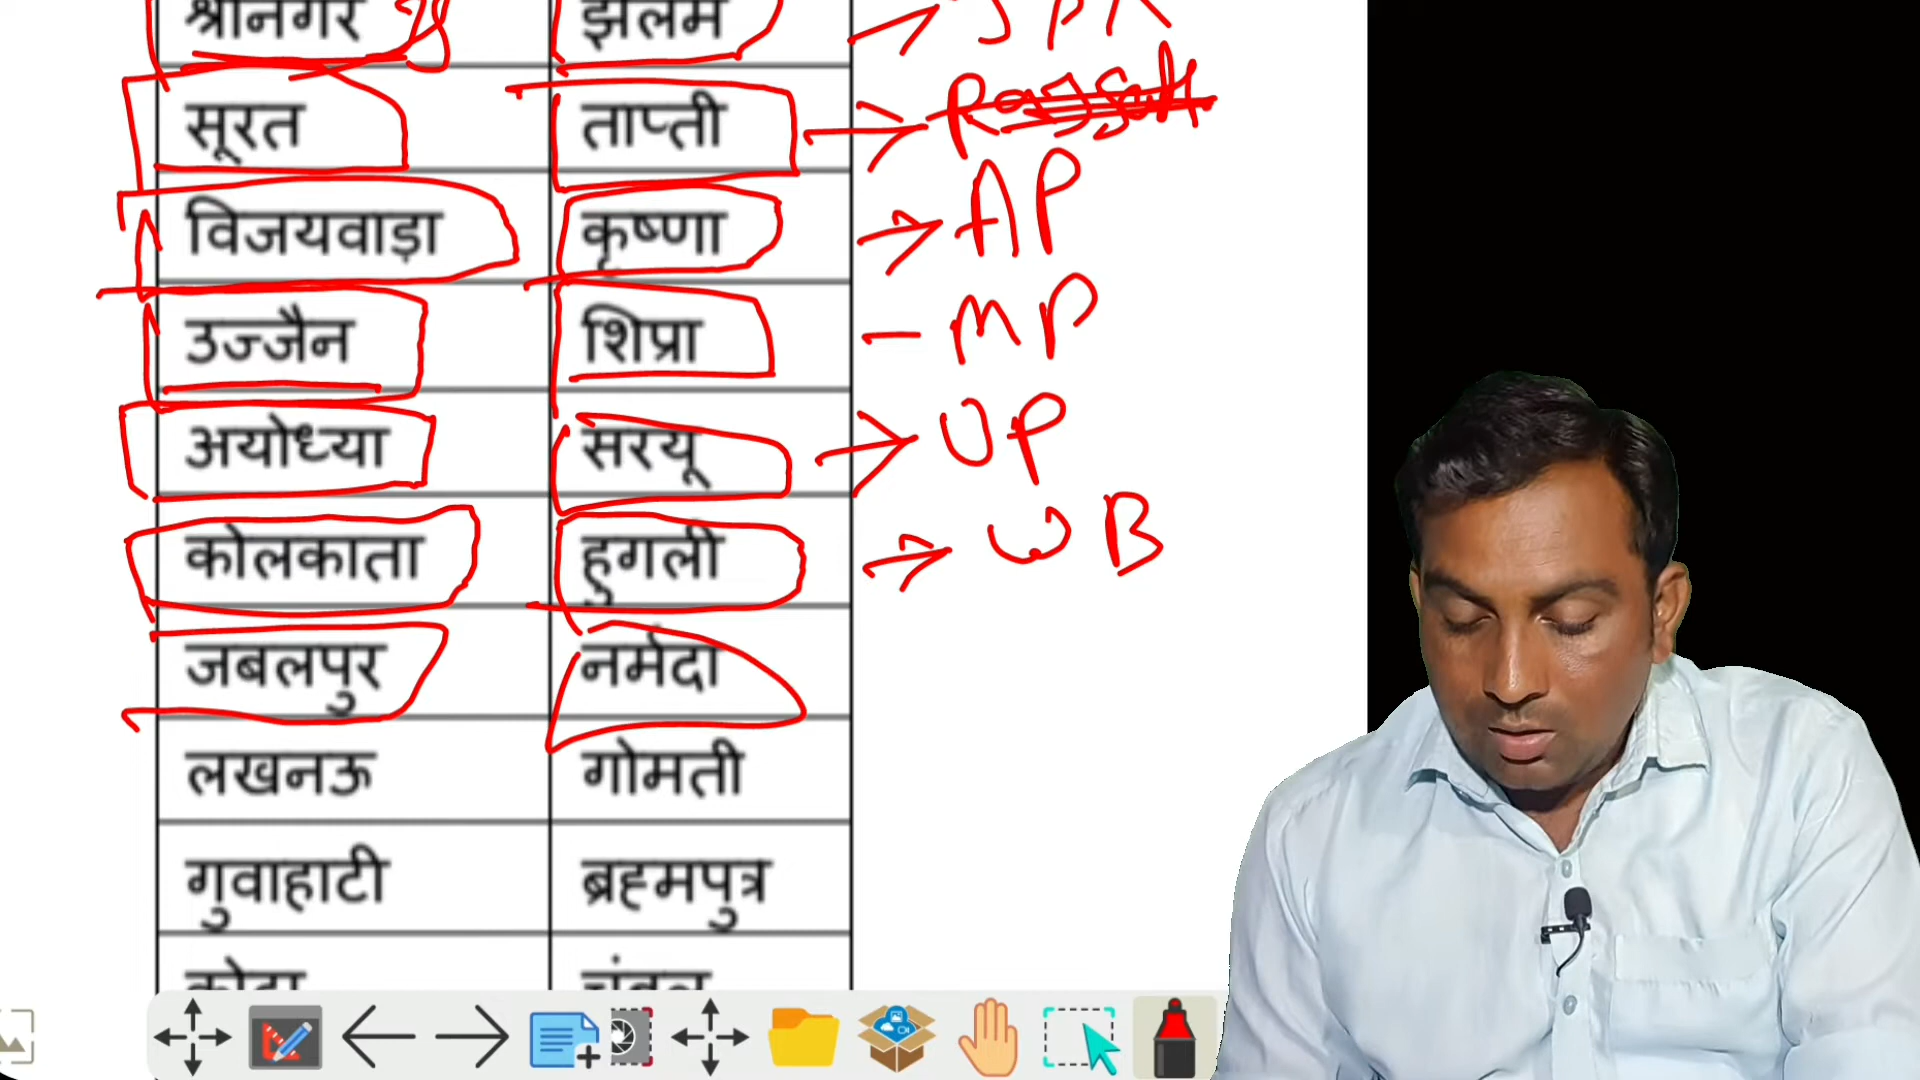 श्रीनगर झेलम J&K
सूरत ताप्ती
विजयवाड़ा कृष्णा AP
उज्जैन शिप्रा MP
अयोध्या सरयू UP
कोलकाता हुगली WB
जबलपुर नर्मदा
लखनऊ गोमती
गुवाहाटी ब्रह्मपुत्र
कोटा चंबल